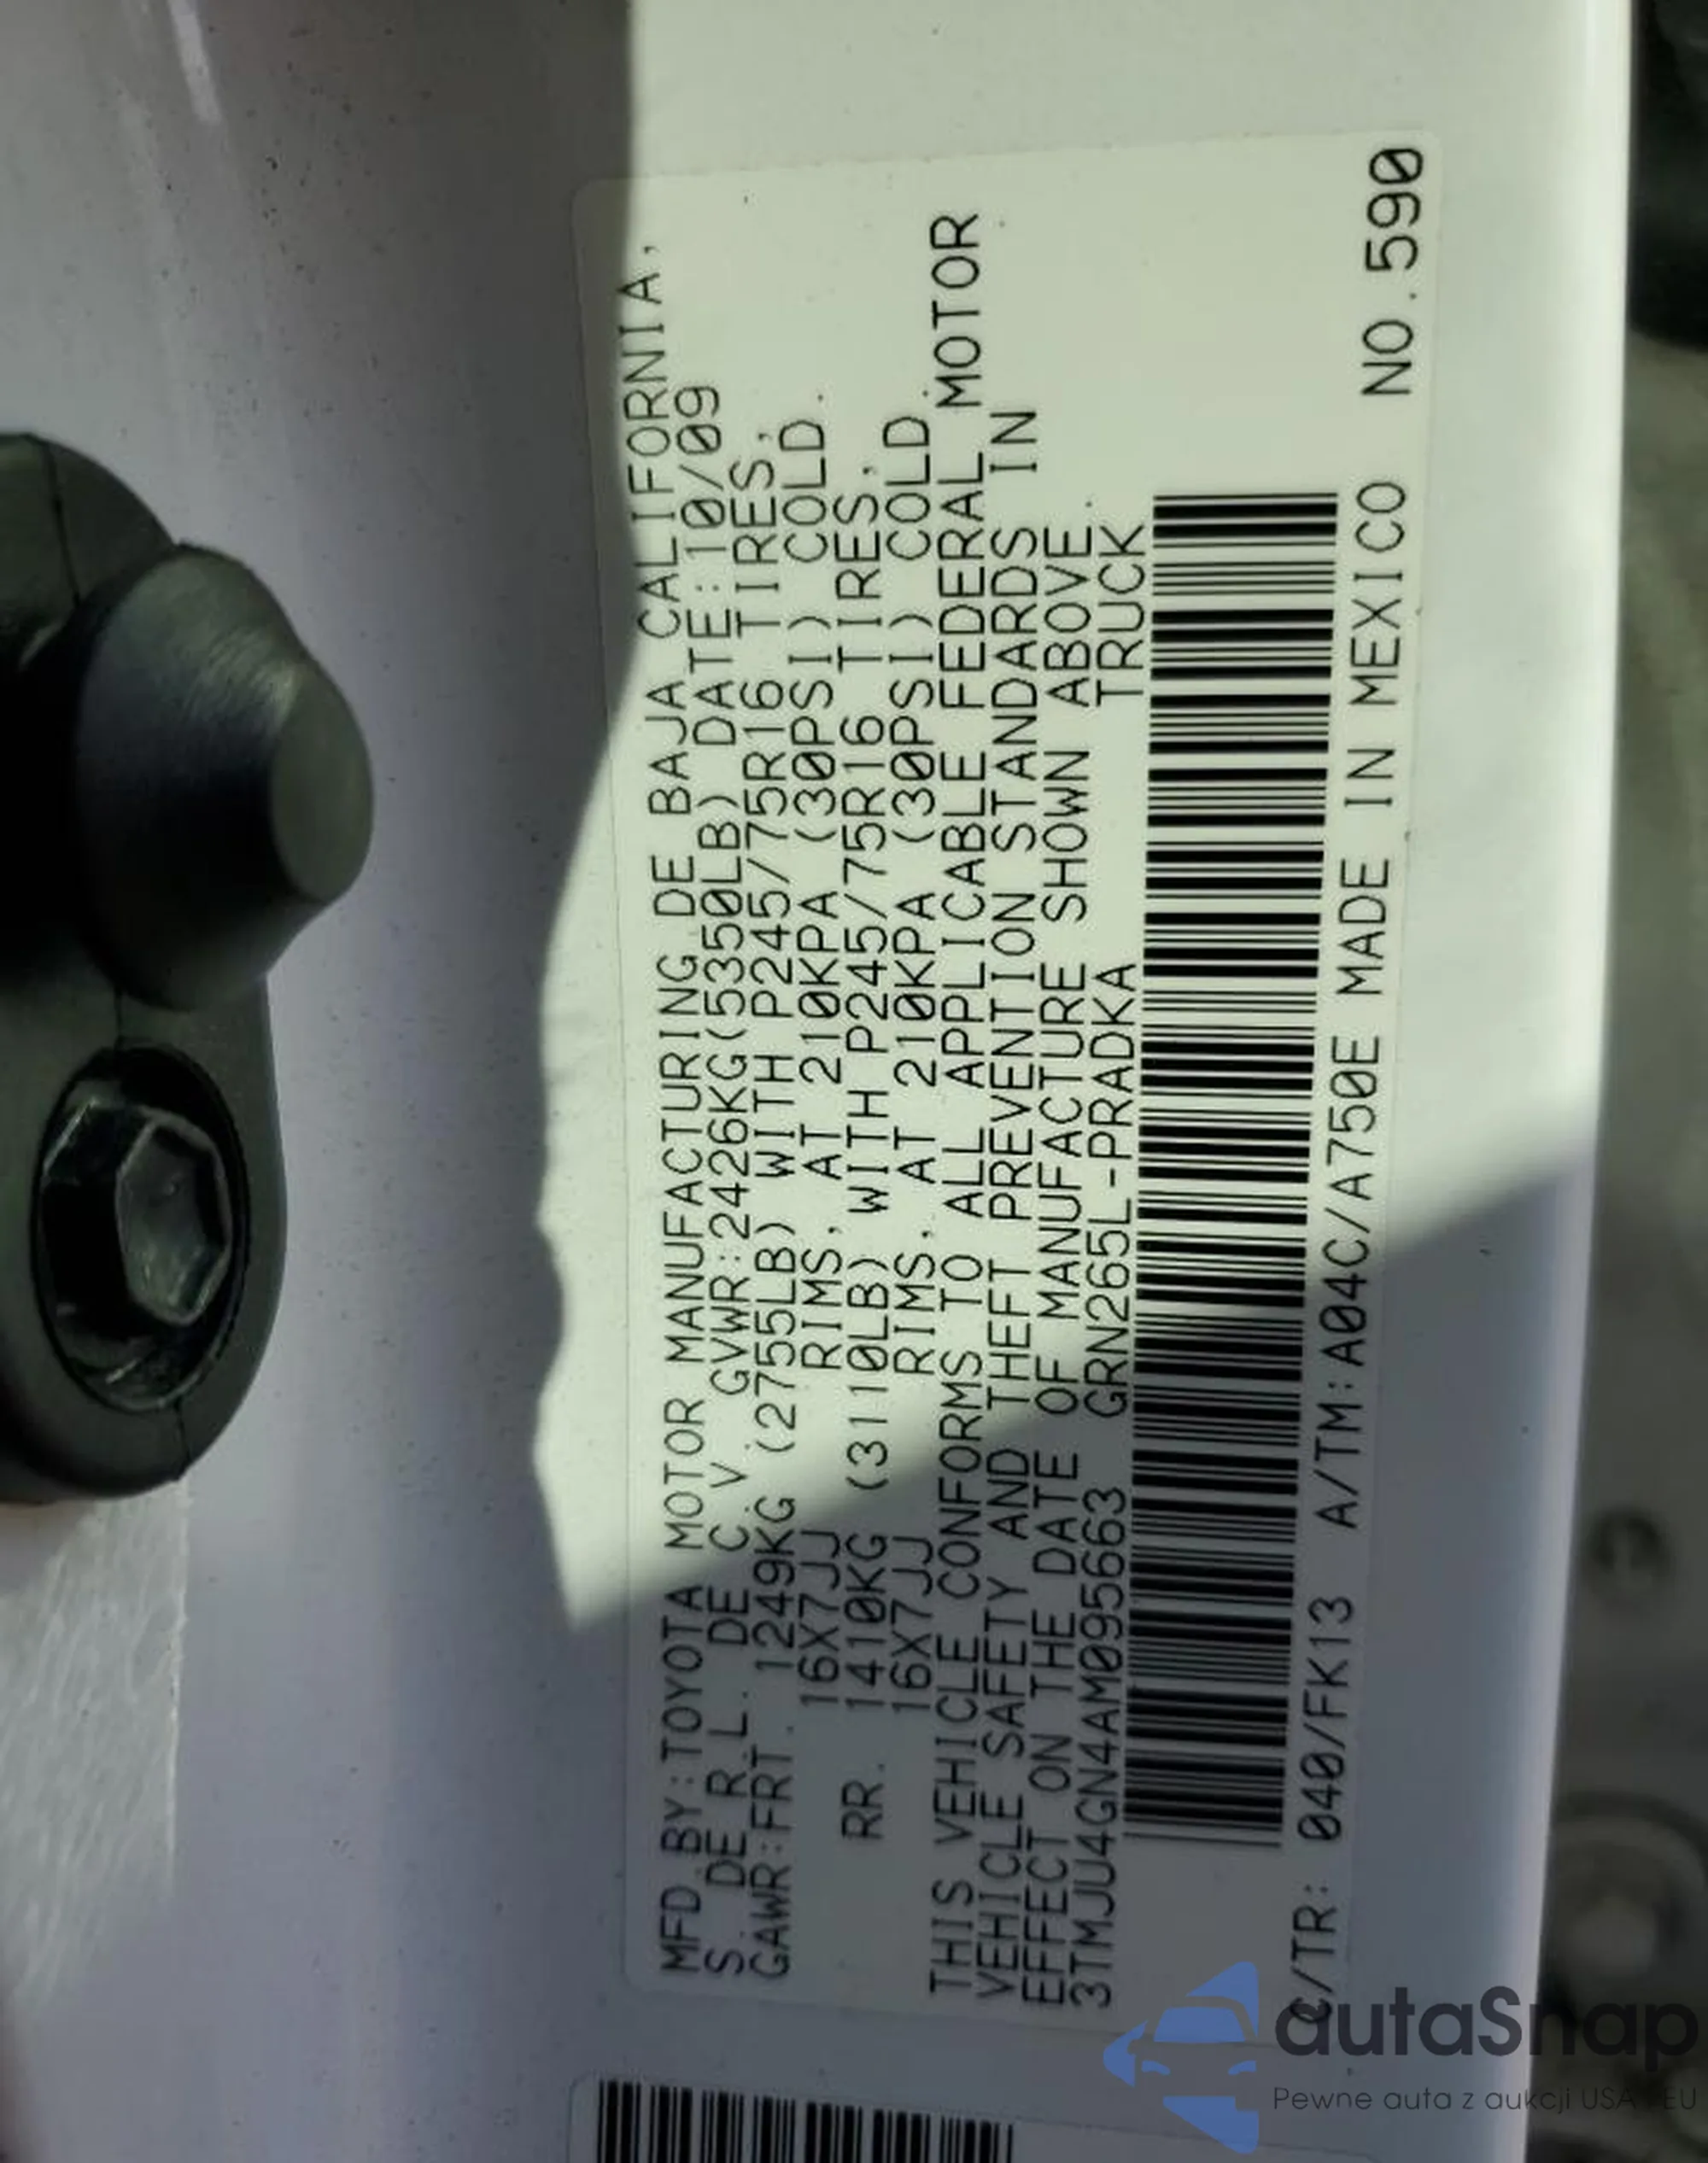 MFD.BY:TOYOTA MOTOR MANUFACTURING DE BAJA CALIFORNIA,
S. DE R.L. DE C.V GVWR:2426KG(5350LB) DATE:10/09
GAWR:FRT. 1249KG (2755LB) WITH P245/75R16 TIRES,
16X7JJ RIMS, AT 210KPA (30PSI) COLD.
RR. 1410KG (3110LB) WITH P245/75R16 TIRES,
16X7JJ RIMS, AT 210KPA (30PSI) COLD.
THIS VEHICLE CONFORMS TO ALL APPLICABLE FEDERAL MOTOR
VEHICLE SAFETY AND THEFT PREVENTION STANDARDS IN
EFFECT ON THE DATE OF MANUFACTURE SHOWN ABOVE.
3TMJU4GN4AM095663 GRN265L-PRADKA TRUCK
C/TR: 040/FK13 A/TM:A04C/A750E MADE IN MEXICO NO.590
autaSnap
Pewne auta z aukcji USA i EU